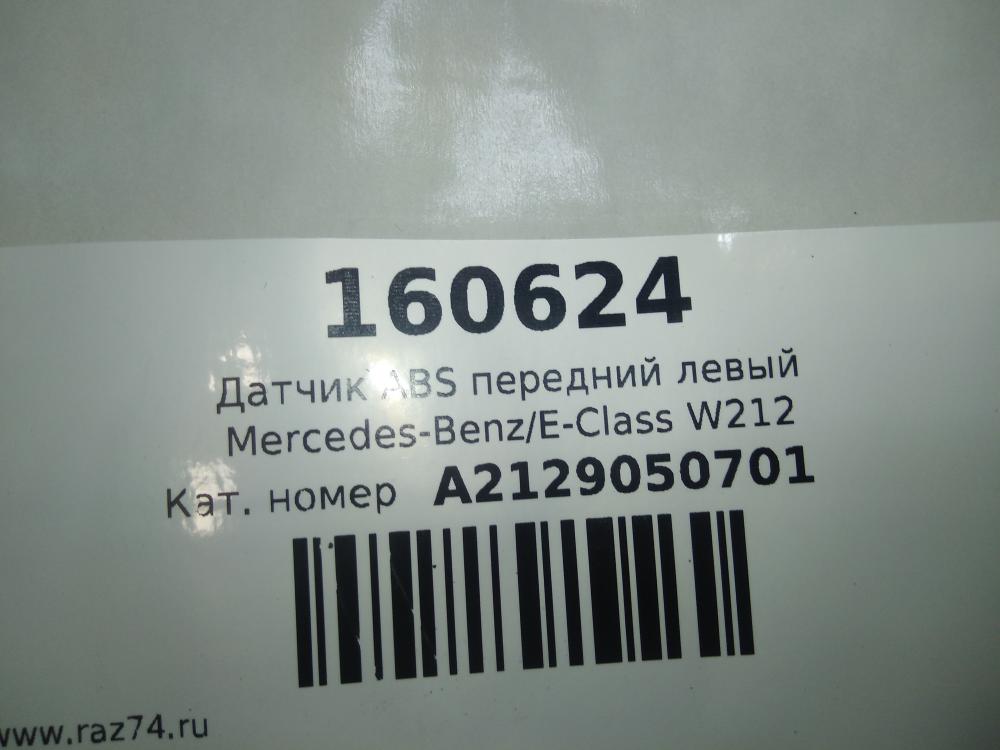 160624
Датчик ABS передний левый
Mercedes-Benz/E-Class W212
Кат. номер A2129050701
www.raz74.ru